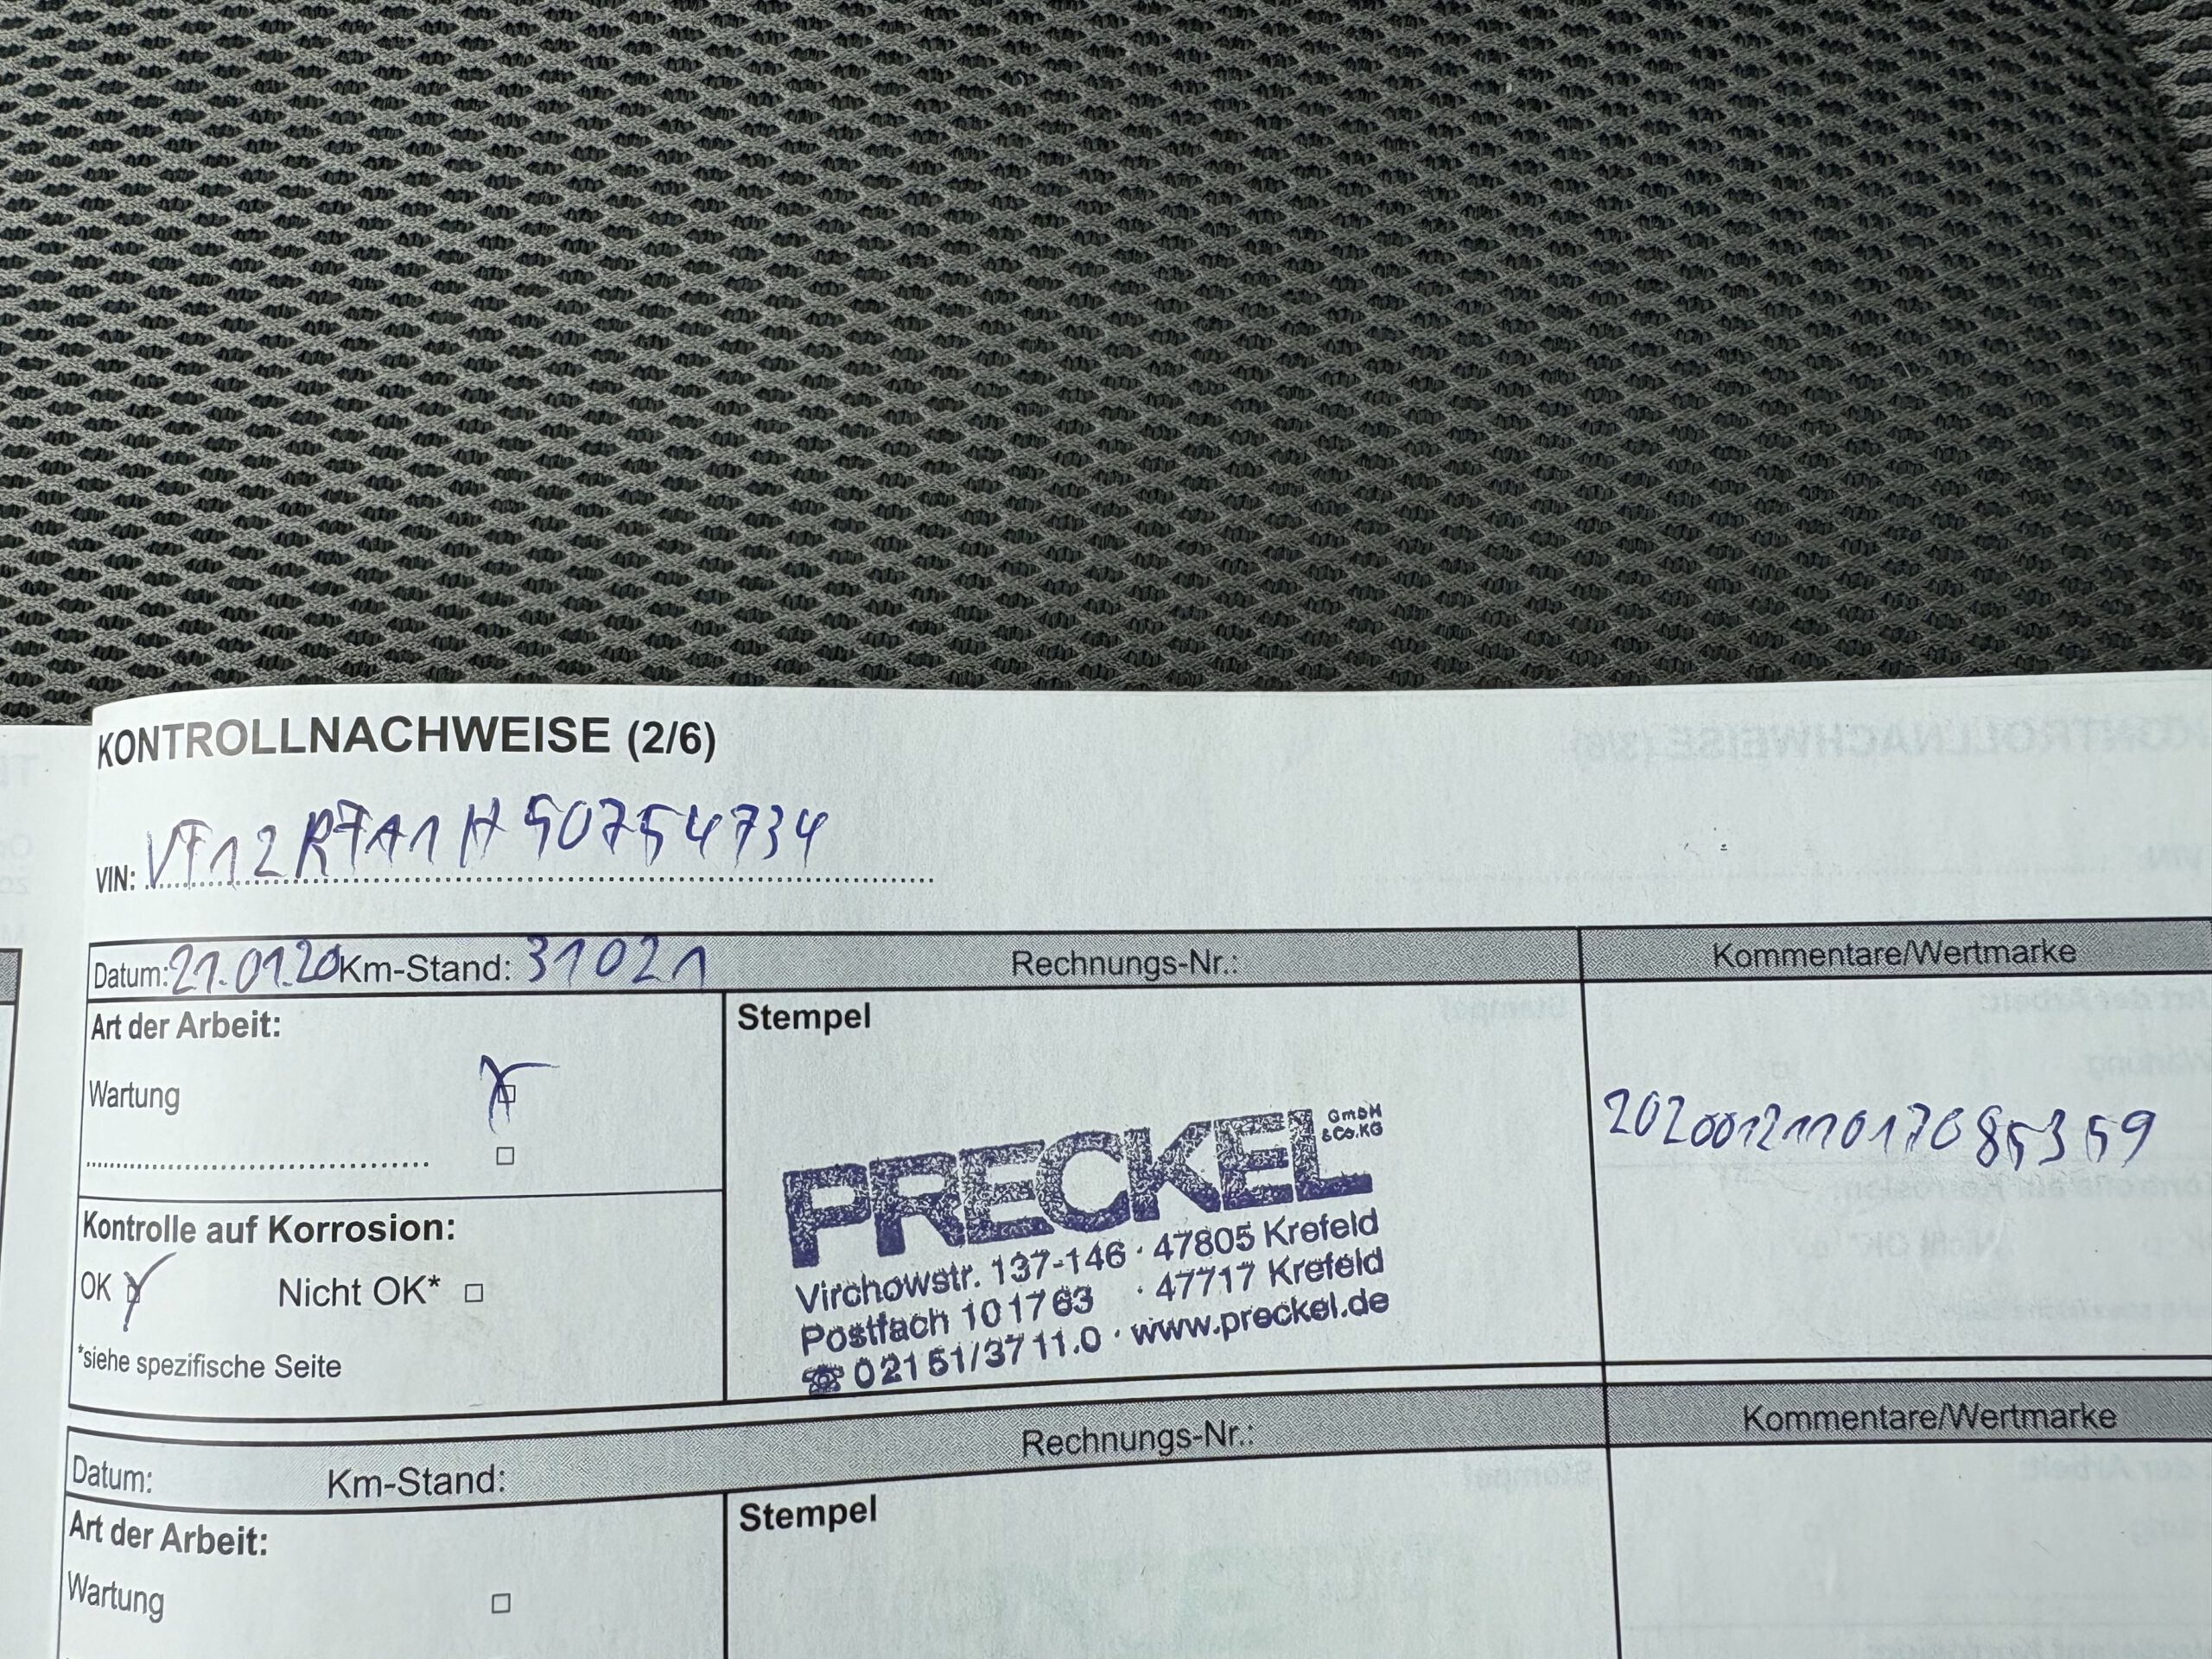 KONTROLLNACHWEISE (2/6)
VIN: VF12R7A1H50754734
Datum: 21.01.20 Km-Stand: 31021 Rechnungs-Nr.: Kommentare/Wertmarke
Art der Arbeit:
Wartung
Kontrolle auf Korrosion:
OK Nicht OK*
*siehe spezifische Seite
Stempel
PRECKEL GmbH & Co.KG
Virchowstr. 137-146 · 47805 Krefeld
Postfach 101763 · 47717 Krefeld
☎ 02151/3711.0 · www.preckel.de
202001211017085359
Datum: Km-Stand: Rechnungs-Nr.: Kommentare/Wertmarke
Art der Arbeit:
Wartung
Stempel